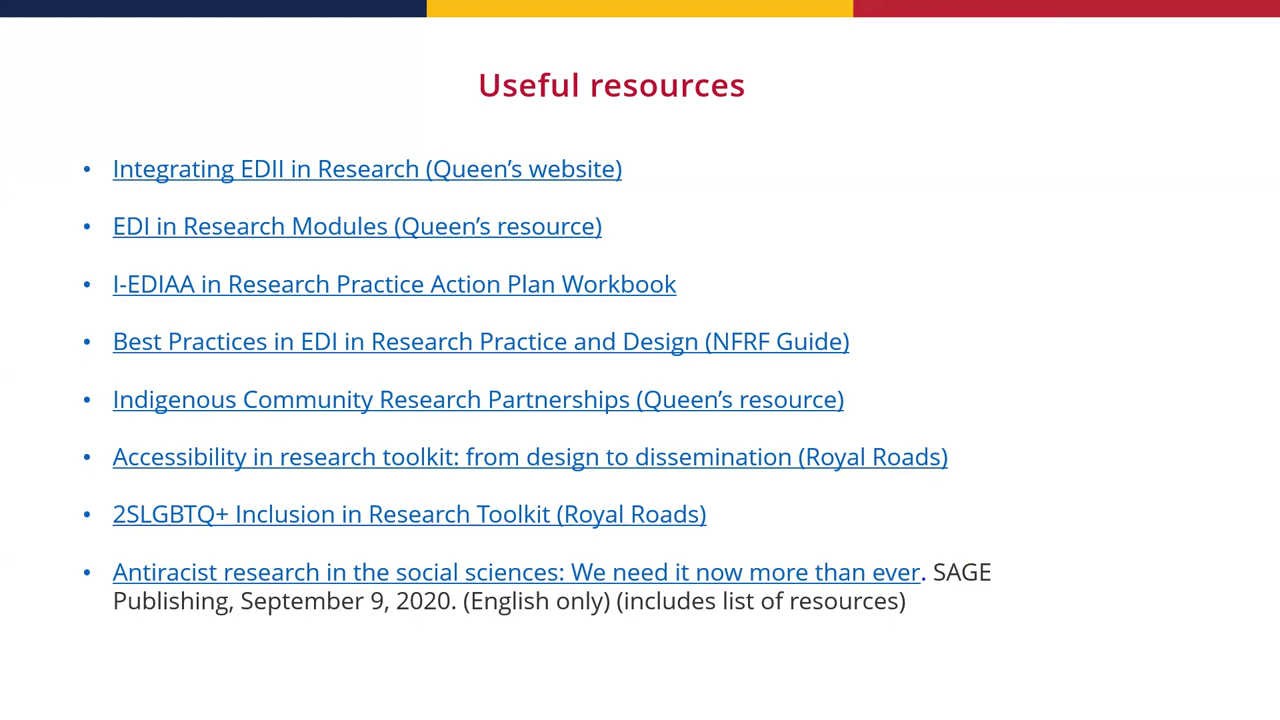 Useful resources
• Integrating EDII in Research (Queen’s website)
• EDI in Research Modules (Queen’s resource)
• I-EDIAA in Research Practice Action Plan Workbook
• Best Practices in EDI in Research Practice and Design (NFRF Guide)
• Indigenous Community Research Partnerships (Queen’s resource)
• Accessibility in research toolkit: from design to dissemination (Royal Roads)
• 2SLGBTQ+ Inclusion in Research Toolkit (Royal Roads)
• Antiracist research in the social sciences: We need it now more than ever. SAGE
Publishing, September 9, 2020. (English only) (includes list of resources)